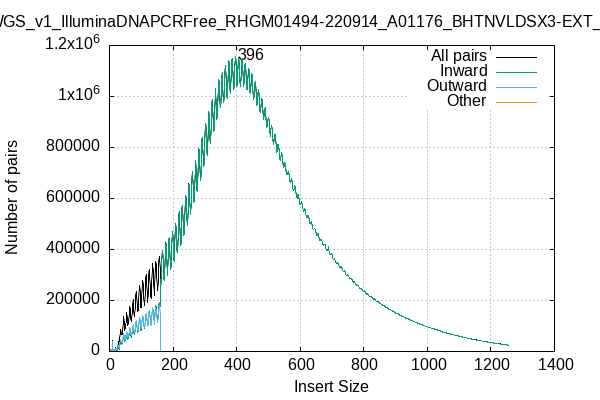 WGS_v1_IlluminaDNAPCRFree_RHGM01494-220914_A01176_BHTNVLDSX3-EXT_
1.2x10^6
1x10^6
800000
600000
400000
200000
0
Number of pairs
396
All pairs
Inward
Outward
Other
0 200 400 600 800 1000 1200 1400
Insert Size